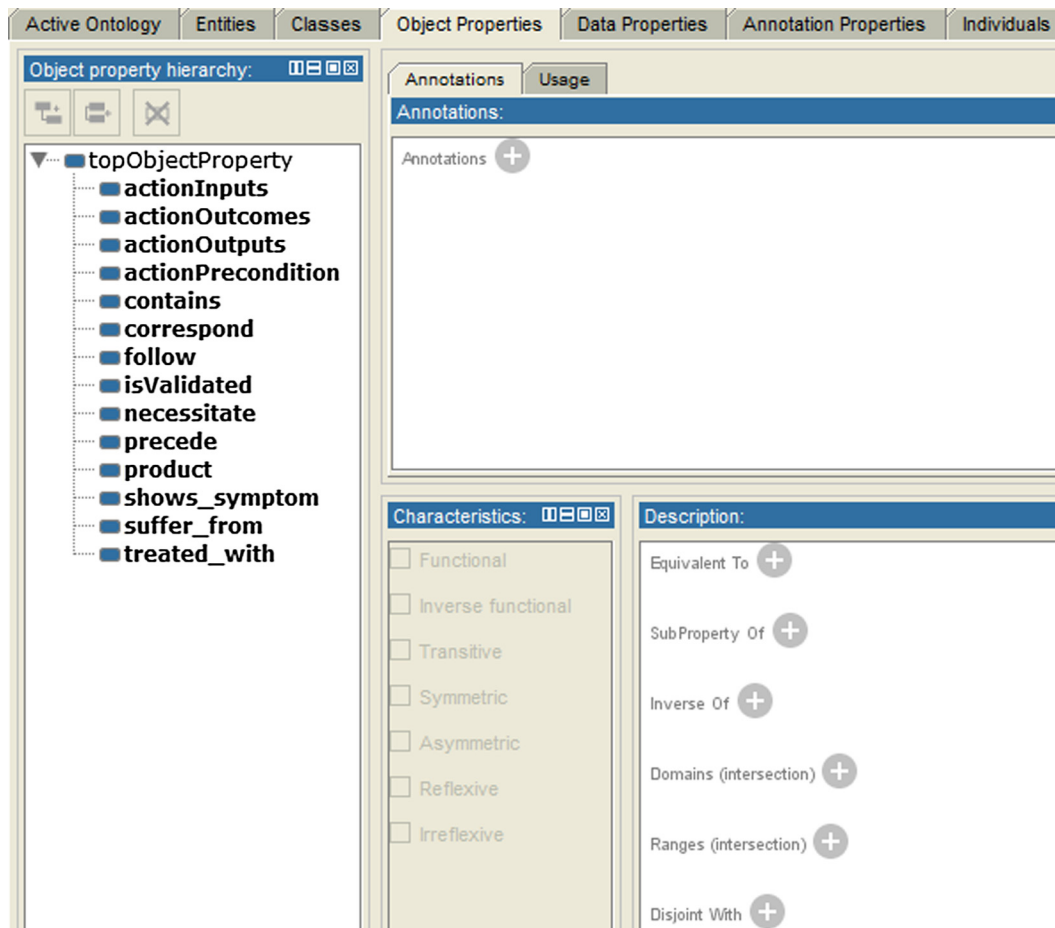 Active Ontology Entities Classes Object Properties Data Properties Annotation Properties Individuals
Object property hierarchy:
topObjectProperty
actionInputs
actionOutcomes
actionOutputs
actionPrecondition
contains
correspond
follow
isValidated
necessitate
precede
product
shows_symptom
suffer_from
treated_with
Annotations Usage
Annotations:
Annotations
Characteristics:
Functional
Inverse functional
Transitive
Symmetric
Asymmetric
Reflexive
Irreflexive
Description:
Equivalent To
SubProperty Of
Inverse Of
Domains (intersection)
Ranges (intersection)
Disjoint With